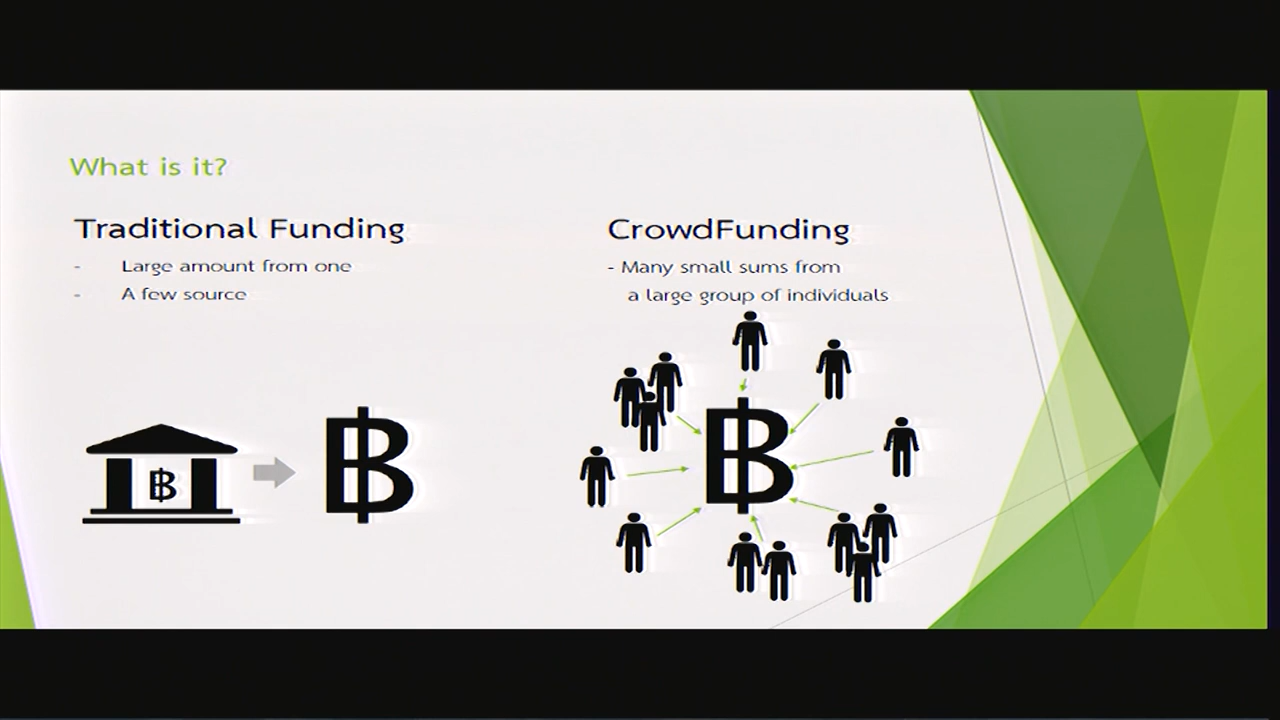 What is it?
Traditional Funding
- Large amount from one
- A few source
CrowdFunding
- Many small sums from
a large group of individuals
฿
฿
฿